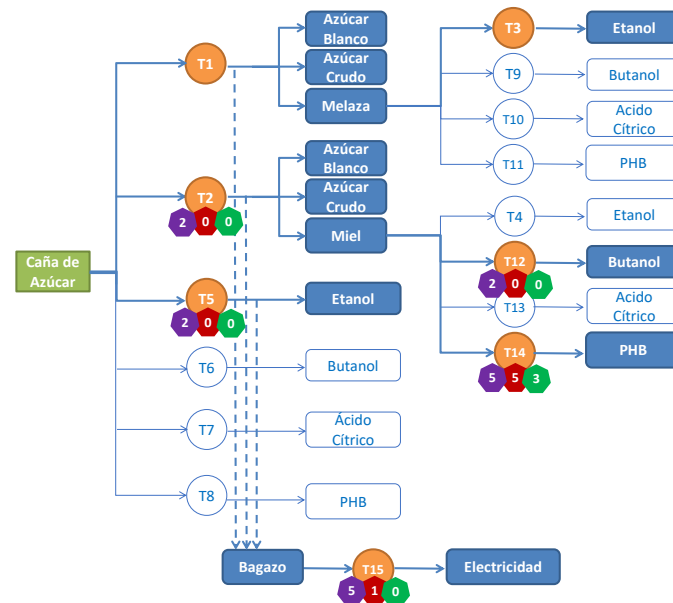 Caña de
Azúcar
T1
Azúcar
Blanco
Azúcar
Crudo
Melaza
T3
Etanol
T9
Butanol
T10
Acido
Cítrico
T11
PHB
T2
2 0 0
Azúcar
Blanco
Azúcar
Crudo
Miel
T4
Etanol
T12
2 0 0
Butanol
T13
Acido
Cítrico
T14
5 5 3
PHB
T5
2 0 0
Etanol
T6
Butanol
T7
Ácido
Cítrico
T8
PHB
Bagazo
T15
5 1 0
Electricidad